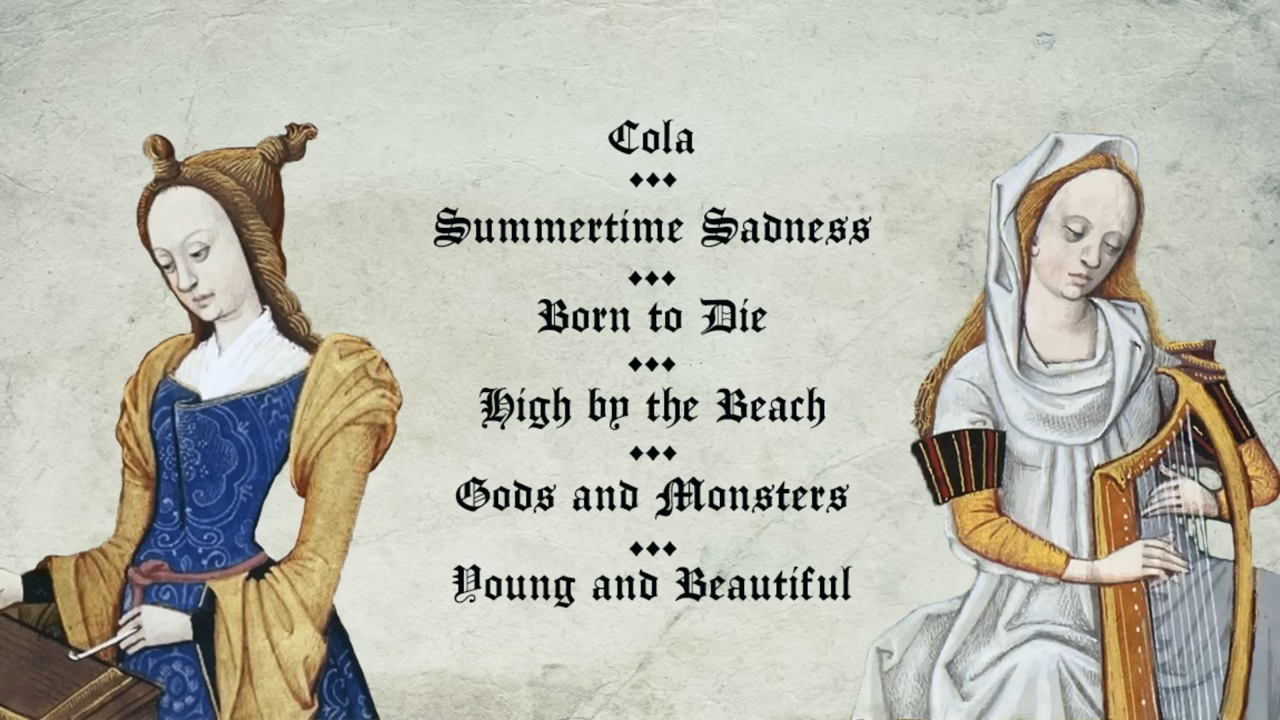 Cola
Summertime Sadness
Born to Die
High by the Beach
Gods and Monsters
Young and Beautiful